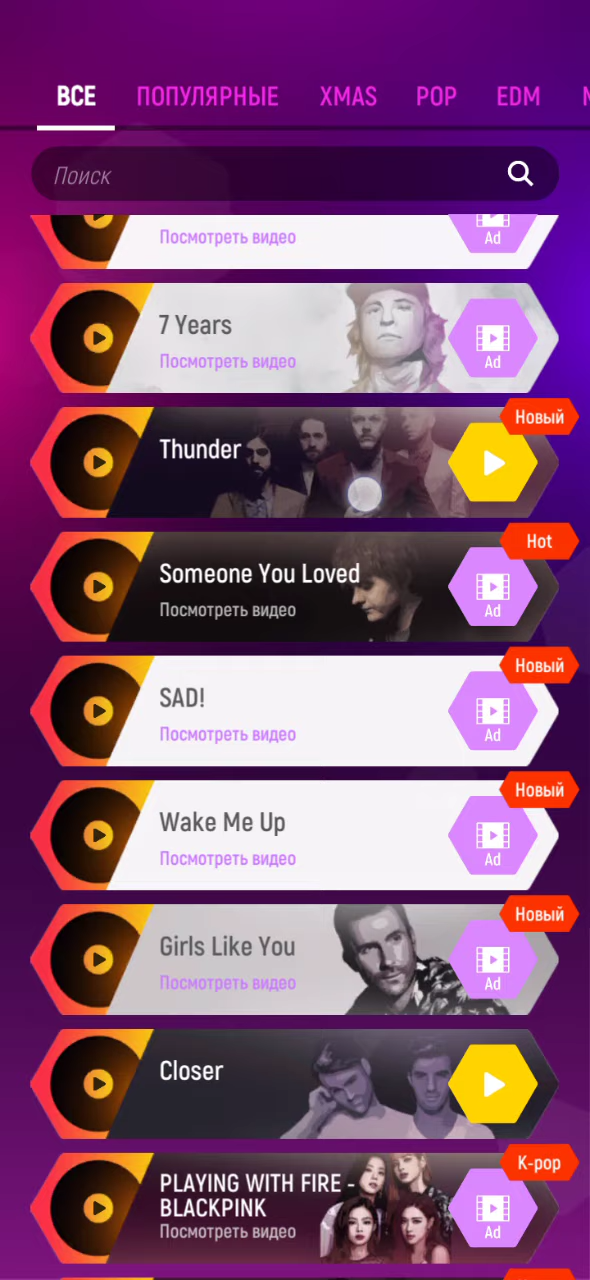 ВСЕ ПОПУЛЯРНЫЕ XMAS POP EDM
Поиск
Посмотреть видео
Ad
7 Years
Посмотреть видео
Ad
Новый
Thunder
Hot
Someone You Loved
Посмотреть видео
Ad
Новый
SAD!
Посмотреть видео
Ad
Новый
Wake Me Up
Посмотреть видео
Ad
Новый
Girls Like You
Посмотреть видео
Ad
Closer
K-pop
PLAYING WITH FIRE -
BLACKPINK
Посмотреть видео
Ad